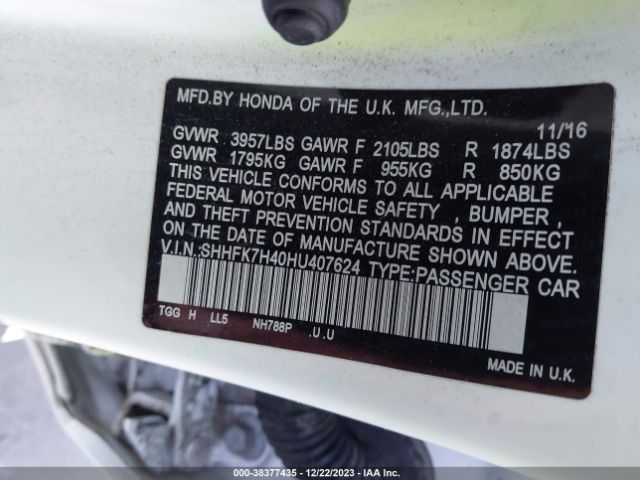 MFD.BY HONDA OF THE U.K. MFG.,LTD.
11/16
GVWR 3957LBS GAWR F 2105LBS R 1874LBS
GVWR 1795KG GAWR F 955KG R 850KG
THIS VEHICLE CONFORMS TO ALL APPLICABLE
FEDERAL MOTOR VEHICLE SAFETY , BUMPER ,
AND THEFT PREVENTION STANDARDS IN EFFECT
ON THE DATE OF MANUFACTURE SHOWN ABOVE.
V.I.N.:SHHFK7H40HU407624 TYPE:PASSENGER CAR
TGG H LL5 NH788P .U.U
MADE IN U.K.
000-38377435 - 12/22/2023 - IAA Inc.